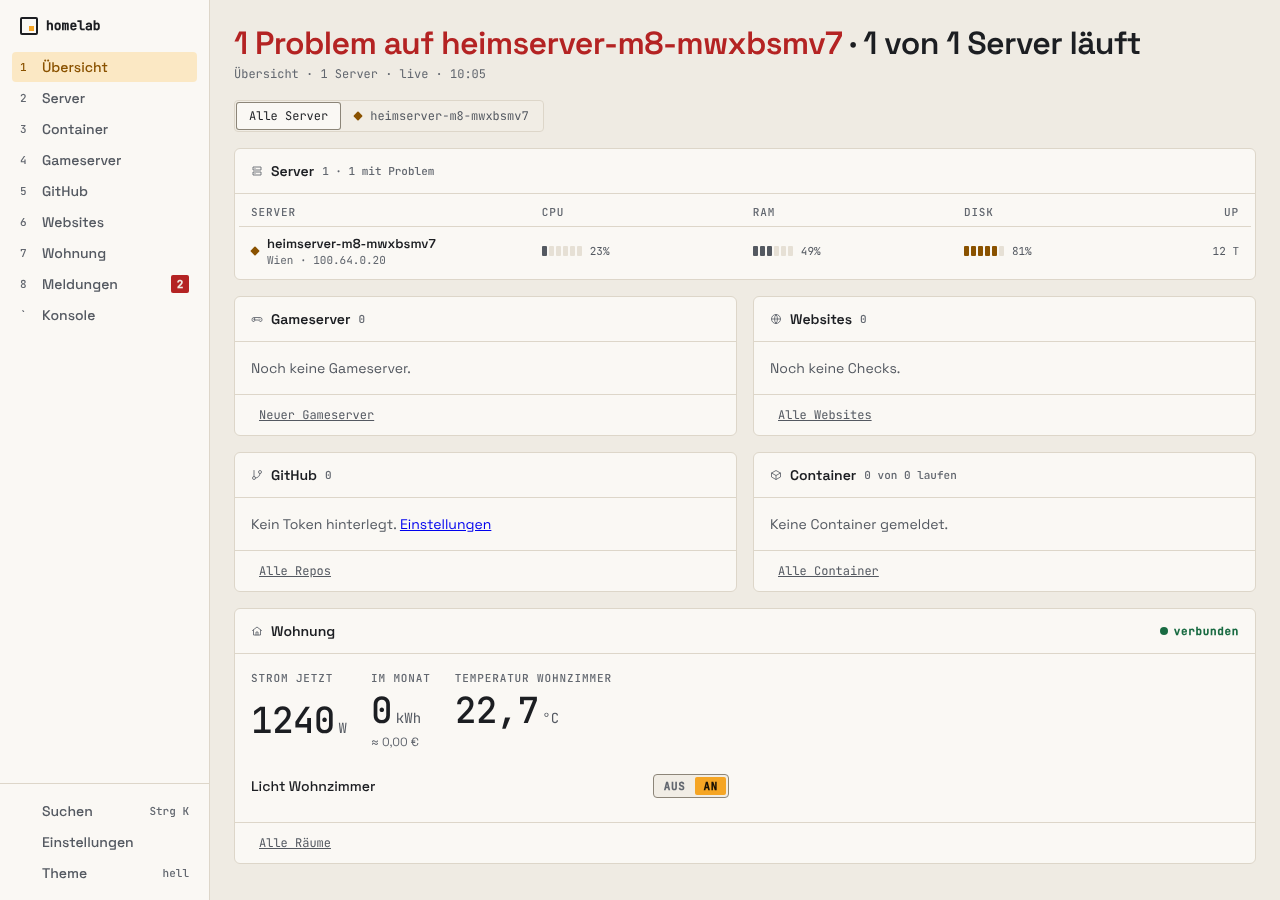 homelab
1 Übersicht
2 Server
3 Container
4 Gameserver
5 GitHub
6 Websites
7 Wohnung
8 Meldungen 2
` Konsole
Suchen Strg K
Einstellungen
Theme hell
1 Problem auf heimserver-m8-mwxbsmv7 · 1 von 1 Server läuft
Übersicht · 1 Server · live · 10:05
Alle Server ◆ heimserver-m8-mwxbsmv7
Server 1 · 1 mit Problem
SERVER CPU RAM DISK UP
◆ heimserver-m8-mwxbsmv7 23% 49% 81% 12 T
Wien · 100.64.0.20
Gameserver 0
Noch keine Gameserver.
Neuer Gameserver
Websites 0
Noch keine Checks.
Alle Websites
GitHub 0
Kein Token hinterlegt. Einstellungen
Alle Repos
Container 0 von 0 laufen
Keine Container gemeldet.
Alle Container
Wohnung ● verbunden
STROM JETZT IM MONAT TEMPERATUR WOHNZIMMER
1240 W 0 kWh 22,7 °C
≈ 0,00 €
Licht Wohnzimmer AUS AN
Alle Räume